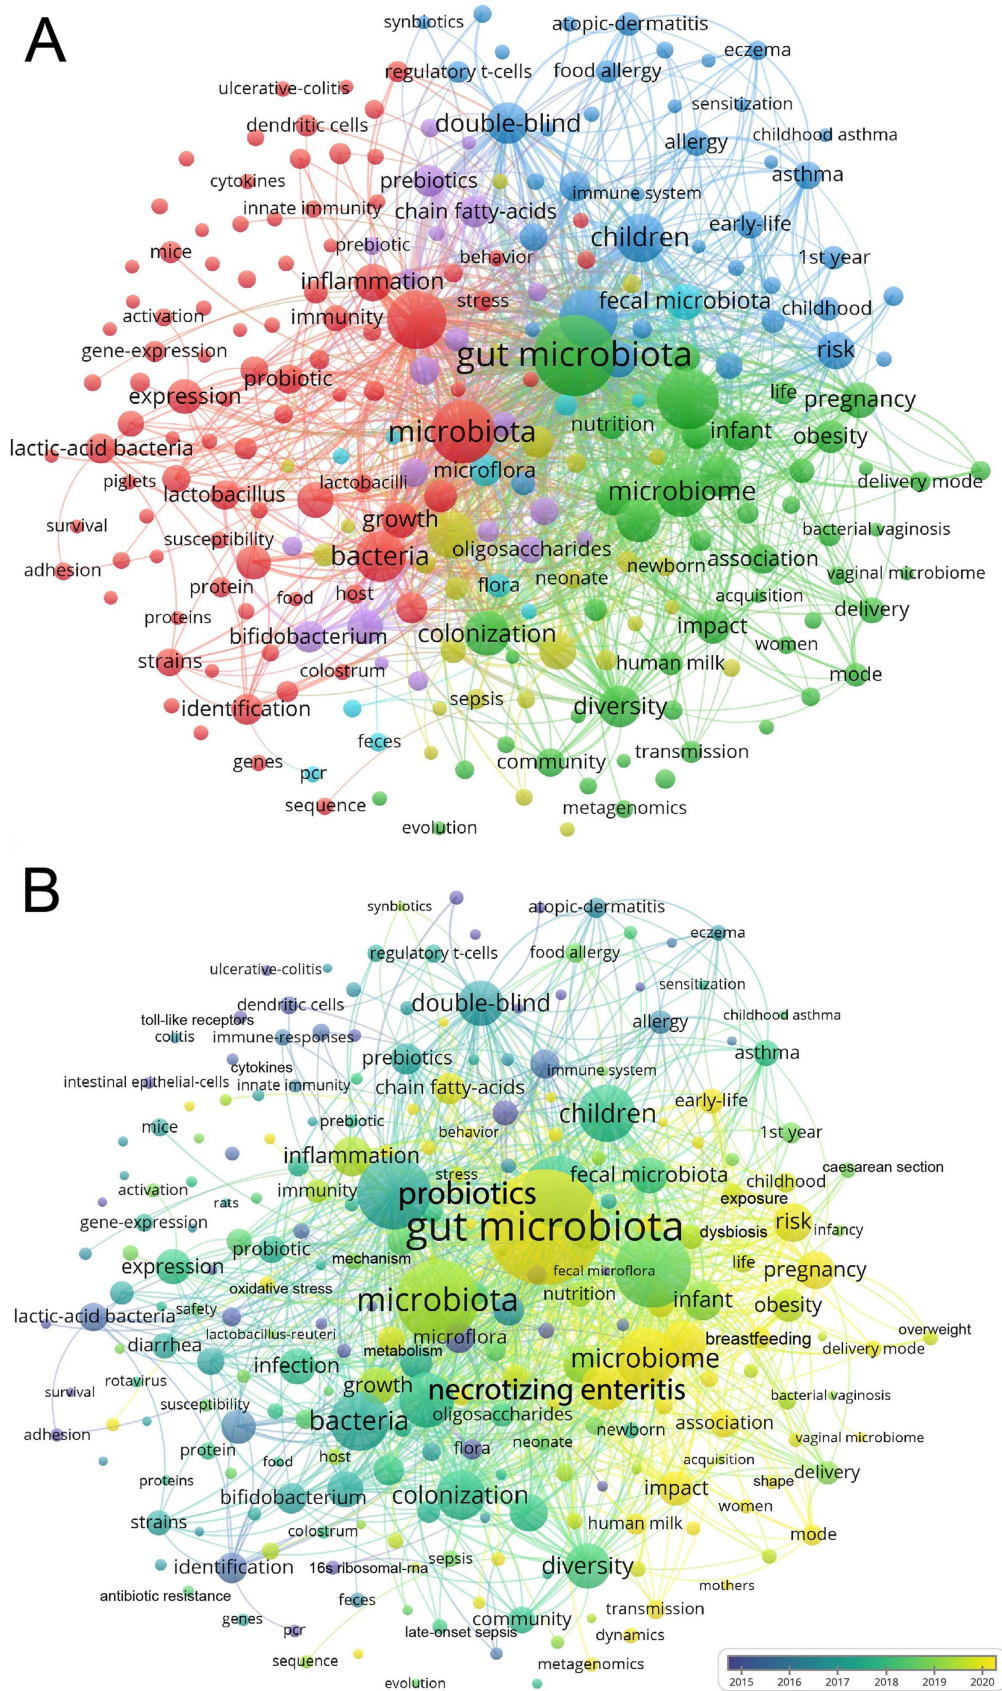 A
synbiotics
atopic-dermatitis
eczema
regulatory t-cells
food allergy
ulcerative-colitis
sensitization
dendritic cells
double-blind
childhood asthma
allergy
asthma
cytokines
prebiotics
immune system
innate immunity
chain fatty-acids
early-life
children
mice
prebiotic
behavior
1st year
inflammation
stress
fecal microbiota
childhood
activation
immunity
gene-expression
gut microbiota
risk
probiotic
expression
life
pregnancy
nutrition
infant
obesity
lactic-acid bacteria
microbiota
piglets
lactobacilli
microflora
delivery mode
lactobacillus
microbiome
survival
growth
bacterial vaginosis
susceptibility
bacteria
oligosaccharides
association
adhesion
newborn
vaginal microbiome
protein
food
host
flora
neonate
acquisition
delivery
proteins
bifidobacterium
colonization
impact
women
strains
colostrum
human milk
mode
identification
sepsis
diversity
feces
transmission
genes
pcr
community
sequence
metagenomics
evolution
B
synbiotics
atopic-dermatitis
eczema
regulatory t-cells
food allergy
ulcerative-colitis
sensitization
dendritic cells
double-blind
childhood asthma
toll-like receptors
allergy
colitis
immune-responses
asthma
prebiotics
cytokines
immune system
intestinal epithelial-cells
innate immunity
chain fatty-acids
early-life
children
mice
prebiotic
behavior
1st year
inflammation
stress
fecal microbiota
caesarean section
childhood
activation
immunity
probiotics
exposure
rats
gene-expression
gut microbiota
dysbiosis
risk
infancy
probiotic
mechanism
expression
fecal microflora
life
pregnancy
oxidative stress
nutrition
infant
obesity
lactic-acid bacteria
safety
microbiota
lactobacillus-reuteri
microflora
breastfeeding
overweight
diarrhea
metabolism
delivery mode
infection
microbiome
rotavirus
growth
necrotizing enteritis
survival
bacterial vaginosis
susceptibility
bacteria
oligosaccharides
association
adhesion
newborn
vaginal microbiome
protein
food
host
flora
neonate
acquisition
proteins
shape
delivery
bifidobacterium
colonization
impact
women
strains
colostrum
human milk
mode
identification
16s ribosomal-rna
sepsis
diversity
mothers
antibiotic resistance
feces
transmission
genes
pcr
late-onset sepsis
community
dynamics
sequence
metagenomics
evolution
2015 2016 2017 2018 2019 2020